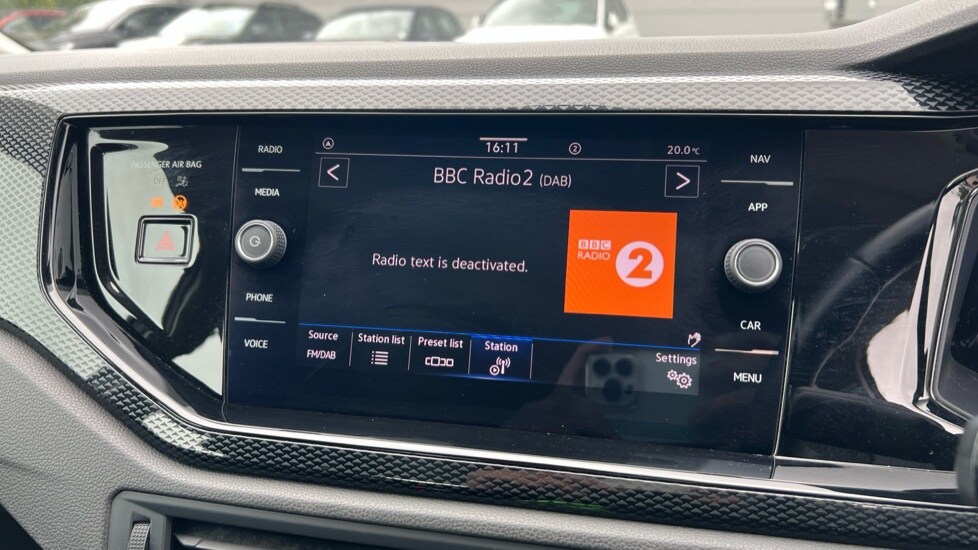 PASSENGER AIR BAG
OFF
RADIO
MEDIA
PHONE
VOICE
16:11
2
20.0°C
<
BBC Radio2 (DAB)
>
Radio text is deactivated.
BBC
RADIO
2
Source
FM/DAB
Station list
Preset list
Station
Settings
NAV
APP
CAR
MENU